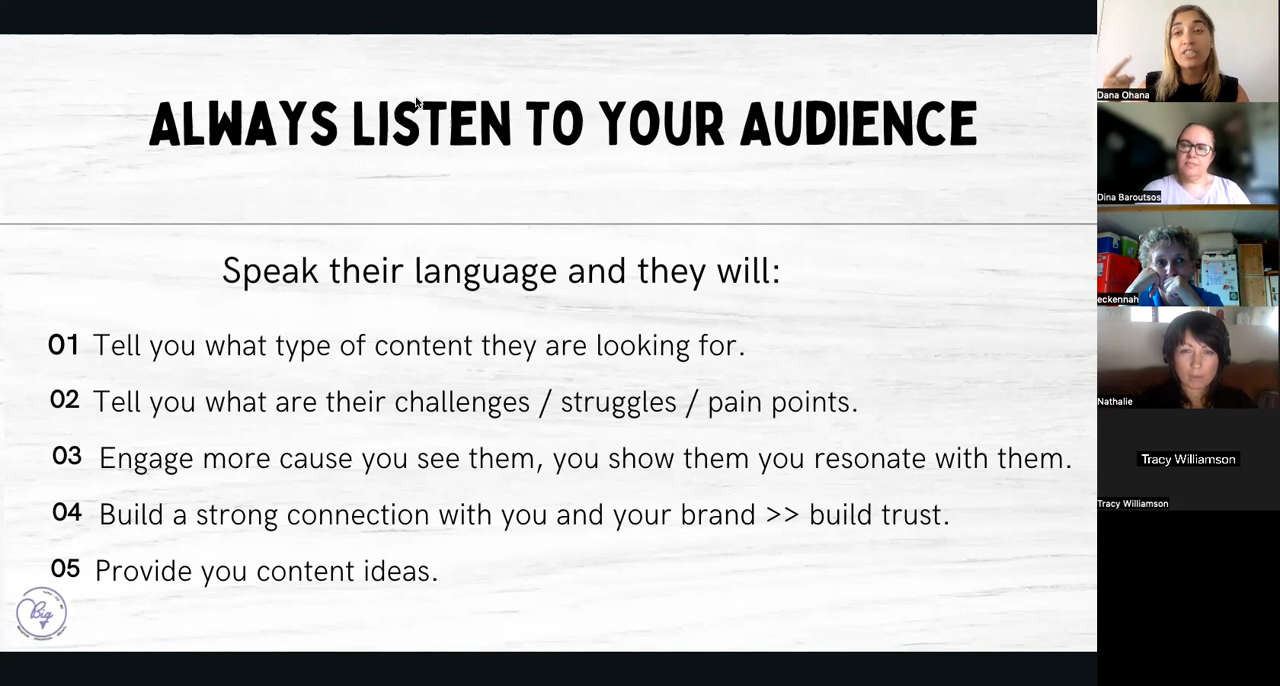 ALWAYS LISTEN TO YOUR AUDIENCE
Speak their language and they will:
01 Tell you what type of content they are looking for.
02 Tell you what are their challenges / struggles / pain points.
03 Engage more cause you see them, you show them you resonate with them.
04 Build a strong connection with you and your brand >> build trust.
05 Provide you content ideas.
Big
Dana Ohana
Dina Baroutsos
eckennah
Nathalie
Tracy Williamson
Tracy Williamson